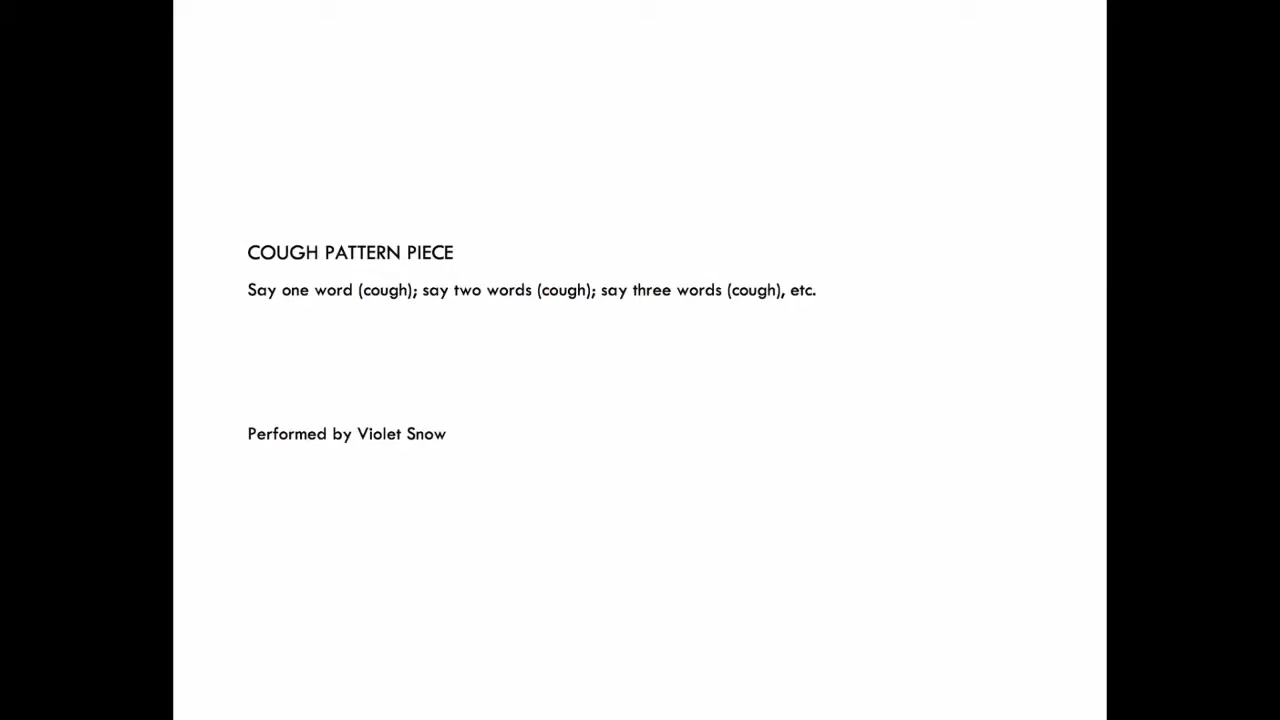 COUGH PATTERN PIECE
Say one word (cough); say two words (cough); say three words (cough), etc.
Performed by Violet Snow